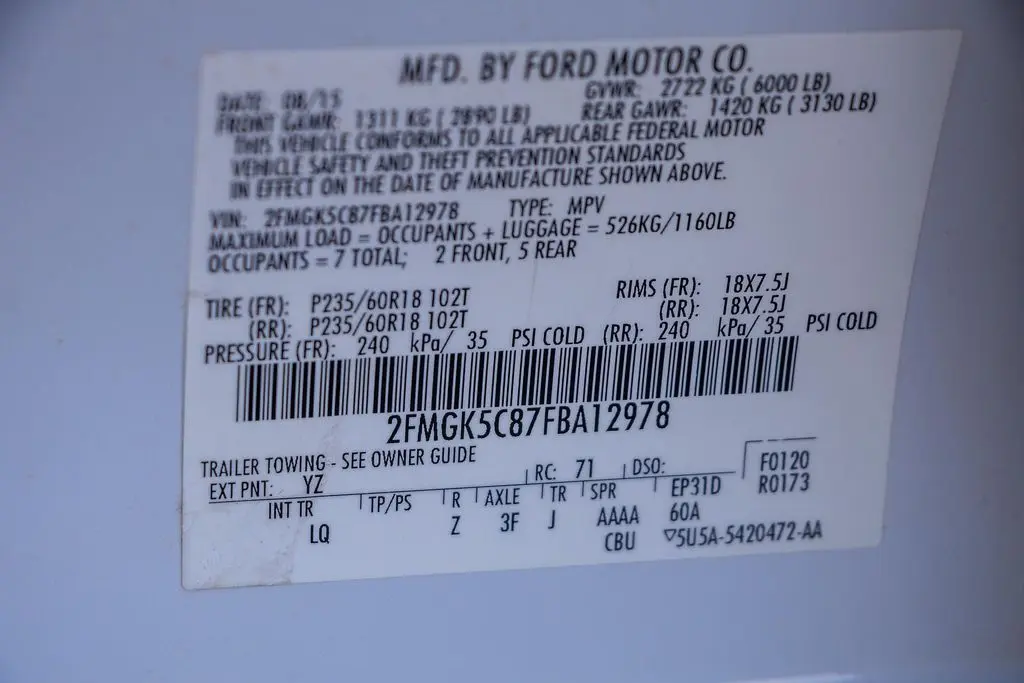 MFD. BY FORD MOTOR CO.
DATE: 08/15 GVWR: 2722 KG ( 6000 LB)
FRONT GAWR: 1311 KG ( 2890 LB) REAR GAWR: 1420 KG ( 3130 LB)
THIS VEHICLE CONFORMS TO ALL APPLICABLE FEDERAL MOTOR
VEHICLE SAFETY AND THEFT PREVENTION STANDARDS
IN EFFECT ON THE DATE OF MANUFACTURE SHOWN ABOVE.
VIN: 2FMGK5C87FBA12978 TYPE: MPV
MAXIMUM LOAD = OCCUPANTS + LUGGAGE = 526KG/1160LB
OCCUPANTS = 7 TOTAL; 2 FRONT, 5 REAR
TIRE (FR): P235/60R18 102T RIMS (FR): 18X7.5J
(RR): P235/60R18 102T (RR): 18X7.5J
PRESSURE (FR): 240 kPa/ 35 PSI COLD (RR): 240 kPa/ 35 PSI COLD
2FMGK5C87FBA12978
TRAILER TOWING - SEE OWNER GUIDE
EXT PNT: YZ RC: 71 DSO: F0120
INT TR TP/PS R AXLE TR SPR EP31D R0173
LQ Z 3F J AAAA 60A
CBU ▽5U5A-5420472-AA